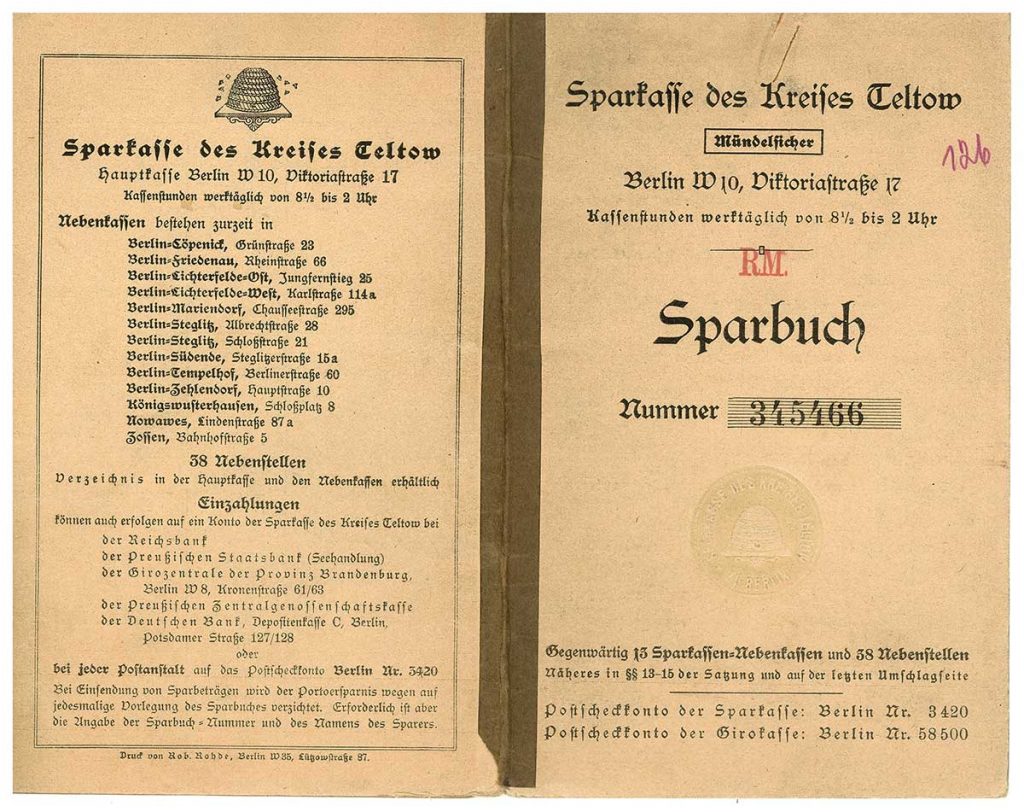 Sparkasse des Kreises Teltow
Hauptkasse Berlin W 10, Viktoriastraße 17
Kassenstunden werktäglich von 8½ bis 2 Uhr
Nebenkassen bestehen zurzeit in
Berlin=Cöpenick, Grünstraße 23
Berlin=Friedenau, Rheinstraße 66
Berlin=Lichterfelde=Ost, Jungfernstieg 25
Berlin=Lichterfelde=West, Karlstraße 114a
Berlin=Mariendorf, Chausseestraße 295
Berlin=Steglitz, Albrechtstraße 28
Berlin=Steglitz, Schloßstraße 21
Berlin=Südende, Steglitzerstraße 15a
Berlin=Tempelhof, Berlinerstraße 60
Berlin=Zehlendorf, Hauptstraße 10
Königswusterhausen, Schloßplatz 8
Nowawes, Lindenstraße 87a
Zossen, Bahnhofstraße 5
38 Nebenstellen
Verzeichnis in der Hauptkasse und den Nebenkassen erhältlich
Einzahlungen
können auch erfolgen auf ein Konto der Sparkasse des Kreises Teltow bei
der Reichsbank
der Preußischen Staatsbank (Seehandlung)
der Girozentrale der Provinz Brandenburg,
Berlin W 8, Kronenstraße 61/63
der Preußischen Zentralgenossenschaftskasse
der Deutschen Bank, Depositenkasse C, Berlin,
Potsdamer Straße 127/128
oder
bei jeder Postanstalt auf das Postscheckkonto Berlin Nr. 3420
Bei Einsendung von Sparbeträgen wird der Portoersparnis wegen auf
jedesmalige Vorlegung des Sparbuches verzichtet. Erforderlich ist aber
die Angabe der Sparbuch=Nummer und des Namens des Sparers.
Druck von Rob. Rohde, Berlin W 35, Lützowstraße 87.
Sparkasse des Kreises Teltow
Mündelsicher
126
Berlin W 10, Viktoriastraße 17
Kassenstunden werktäglich von 8½ bis 2 Uhr
RM.
Sparbuch
Nummer 345466
BERLIN
Gegenwärtig 13 Sparkassen=Nebenkassen und 38 Nebenstellen
Näheres in §§ 13–15 der Satzung und auf der letzten Umschlagseite
Postscheckkonto der Sparkasse: Berlin Nr. 3420
Postscheckkonto der Girokasse: Berlin Nr. 58500